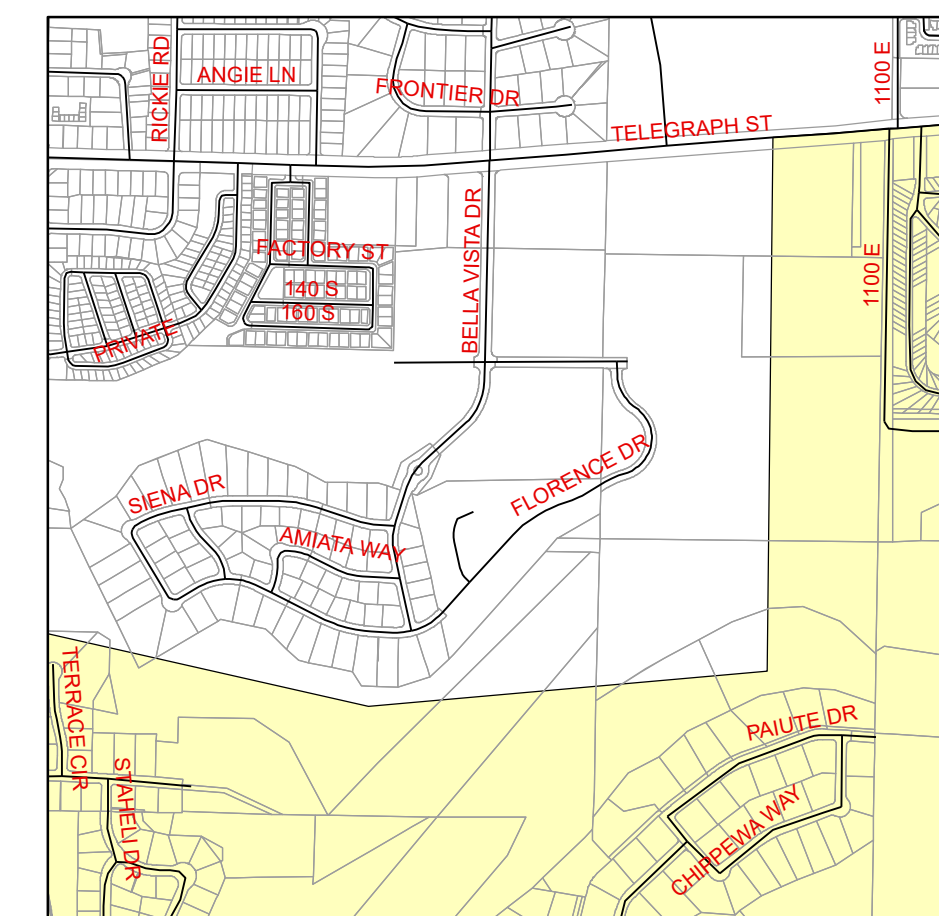 RICKIE RD
ANGIE LN
FRONTIER DR
1100 E
TELEGRAPH ST
BELLA VISTA DR
FACTORY ST
1100 E
140 S
160 S
PRIVATE
FLORENCE DR
SIENA DR
AMIATA WAY
TERRACE CIR
PAIUTE DR
STAHELI DR
CHIPPEWA WAY